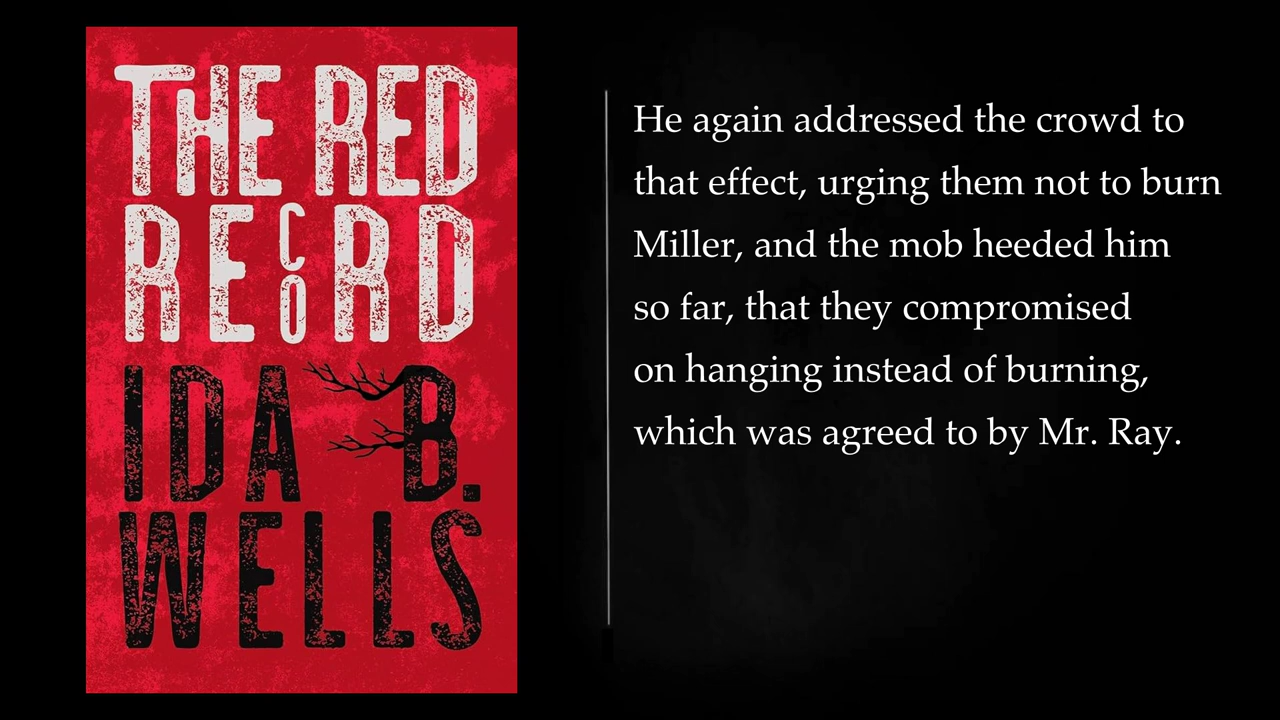 THE RED
RECORD
IDA B.
WELLS
He again addressed the crowd to
that effect, urging them not to burn
Miller, and the mob heeded him
so far, that they compromised
on hanging instead of burning,
which was agreed to by Mr. Ray.